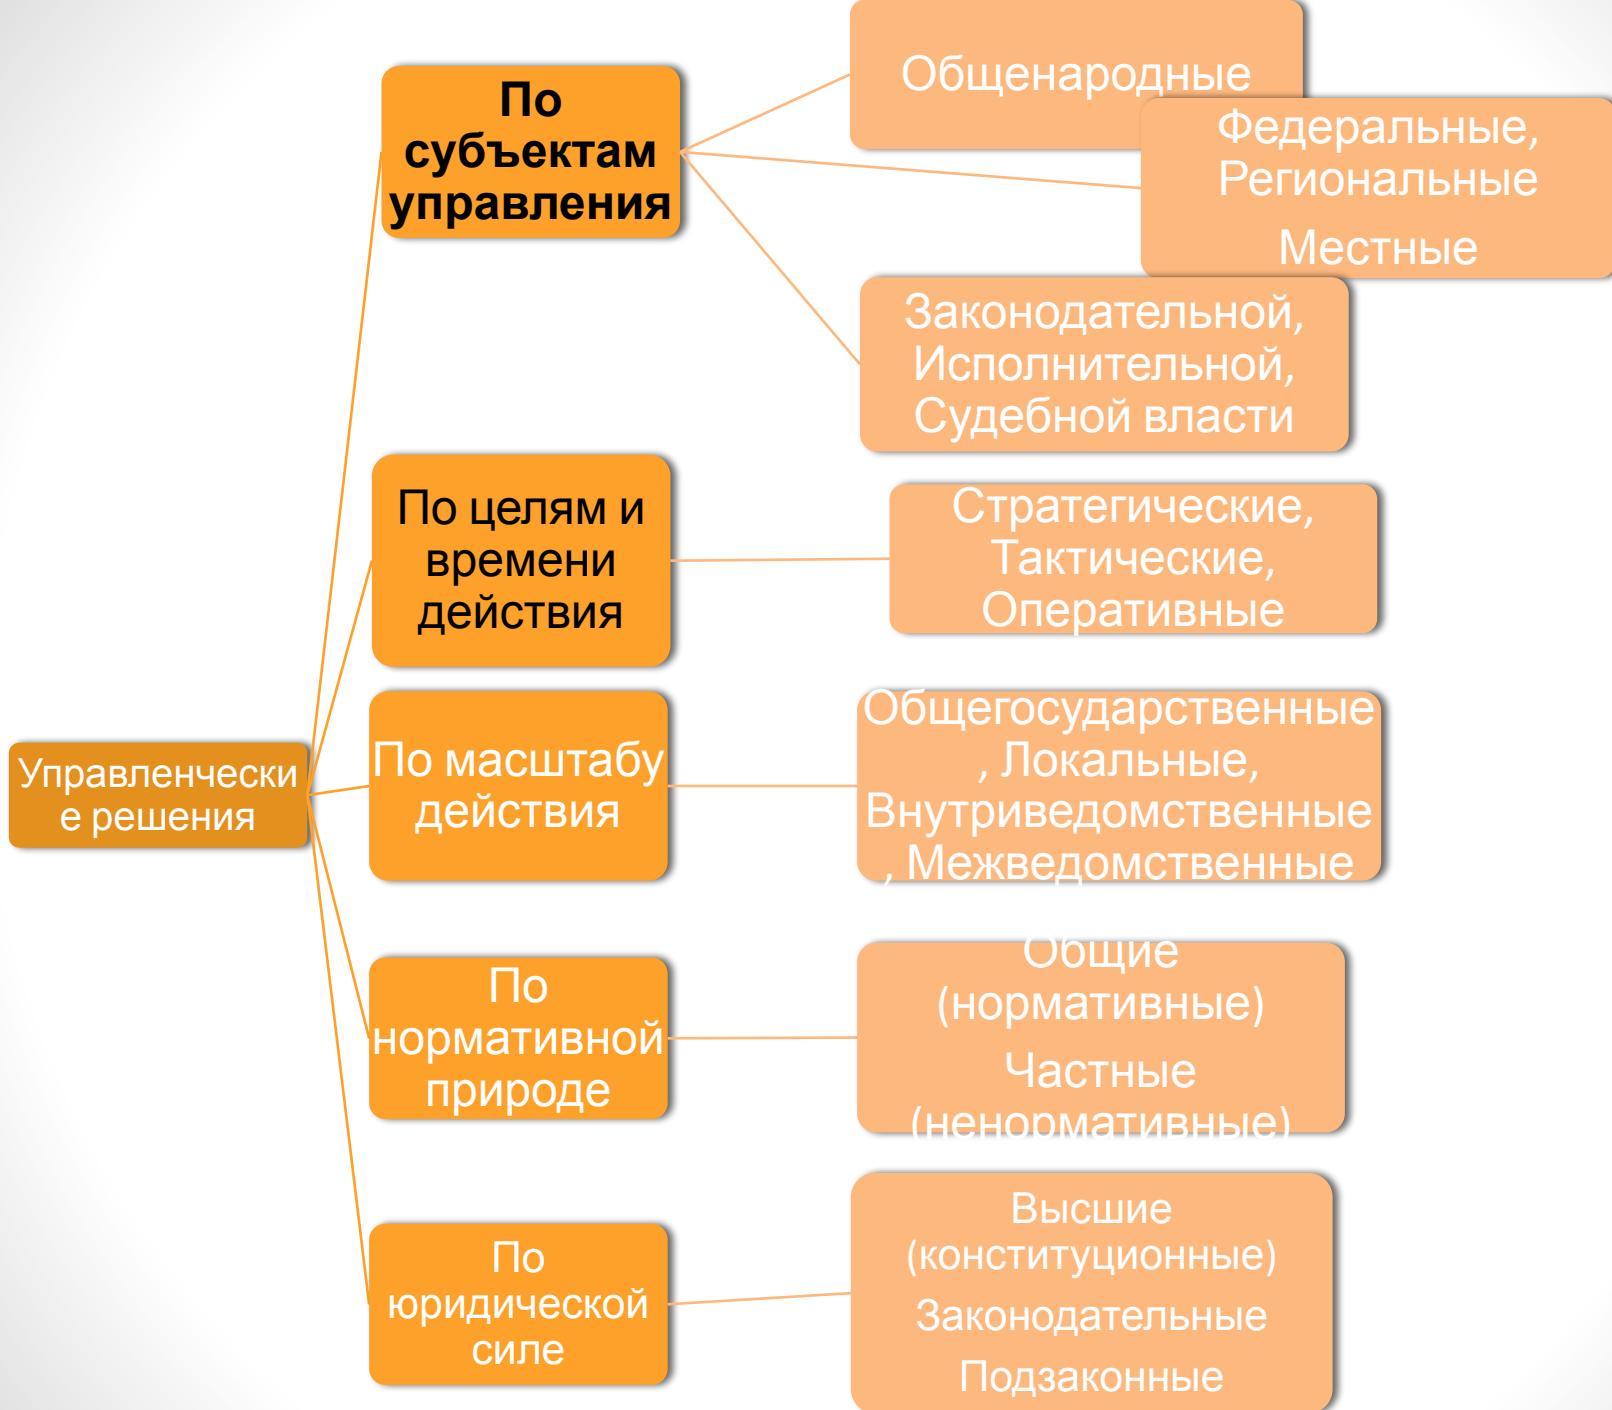 Управленчески
е решения
По
субъектам
управления
Общенародные
Федеральные,
Региональные
Местные
Законодательной,
Исполнительной,
Судебной власти
По целям и
времени
действия
Стратегические,
Тактические,
Оперативные
По масштабу
действия
Общегосударственные
, Локальные,
Внутриведомственные
, Межведомственные
По
нормативной
природе
Общие
(нормативные)
Частные
(ненормативные)
По
юридической
силе
Высшие
(конституционные)
Законодательные
Подзаконные